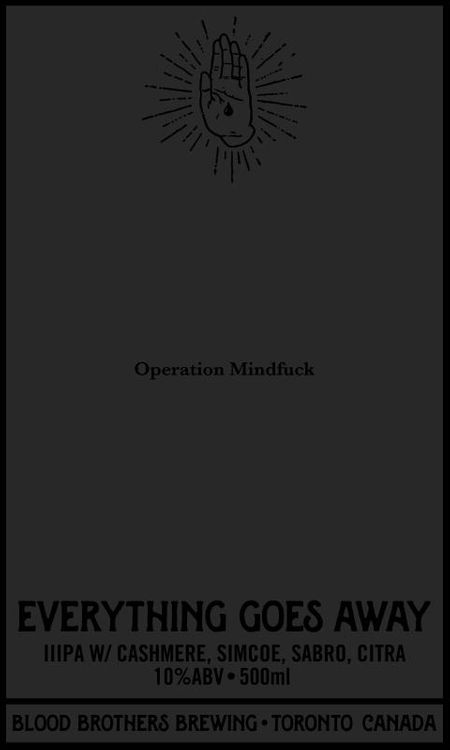 Operation Mindfuck
EVERYTHING GOES AWAY
IIIPA W/ CASHMERE, SIMCOE, SABRO, CITRA
10%ABV • 500ml
BLOOD BROTHERS BREWING • TORONTO CANADA